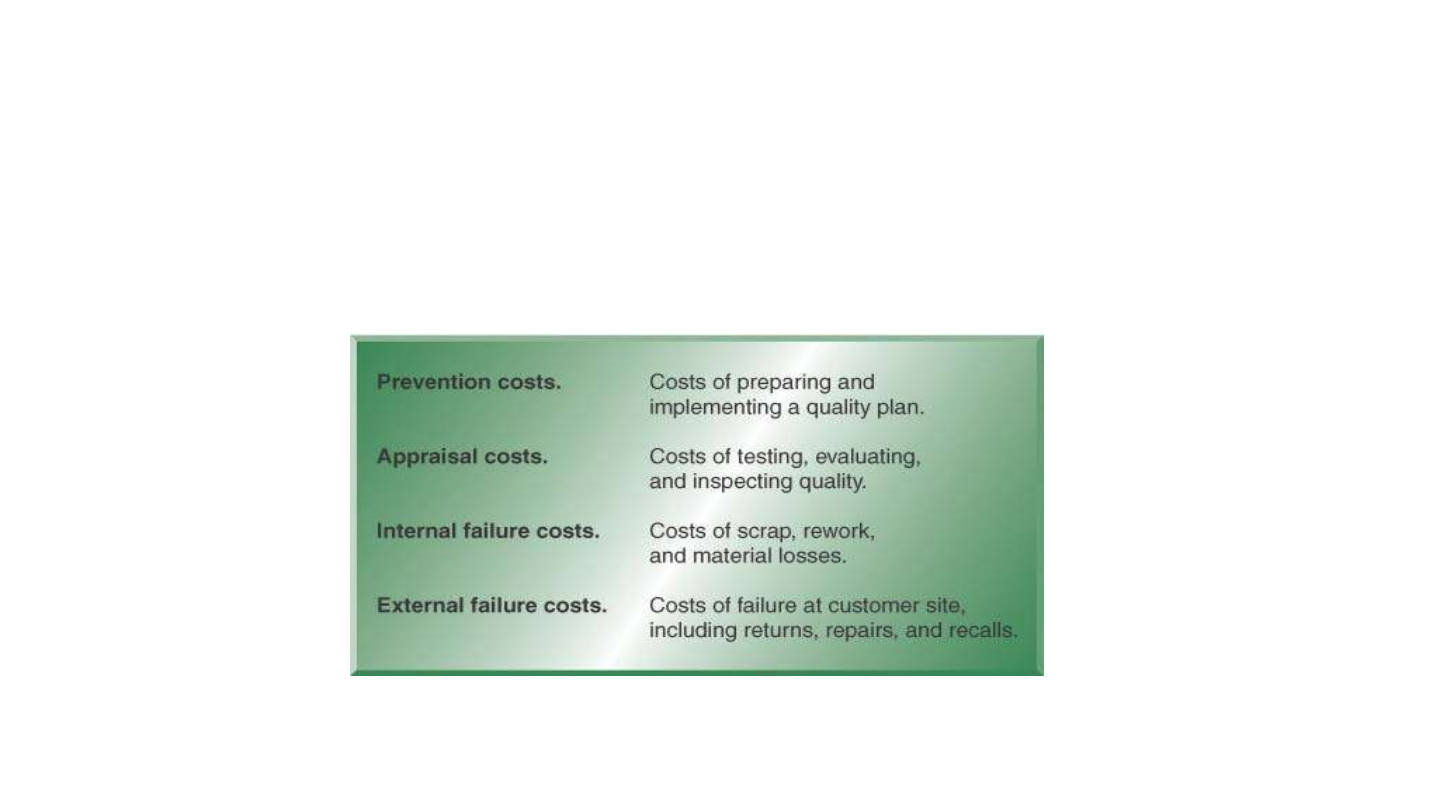 Prevention costs. Costs of preparing and
implementing a quality plan.
Appraisal costs. Costs of testing, evaluating,
and inspecting quality.
Internal failure costs. Costs of scrap, rework,
and material losses.
External failure costs. Costs of failure at customer site,
including returns, repairs, and recalls.